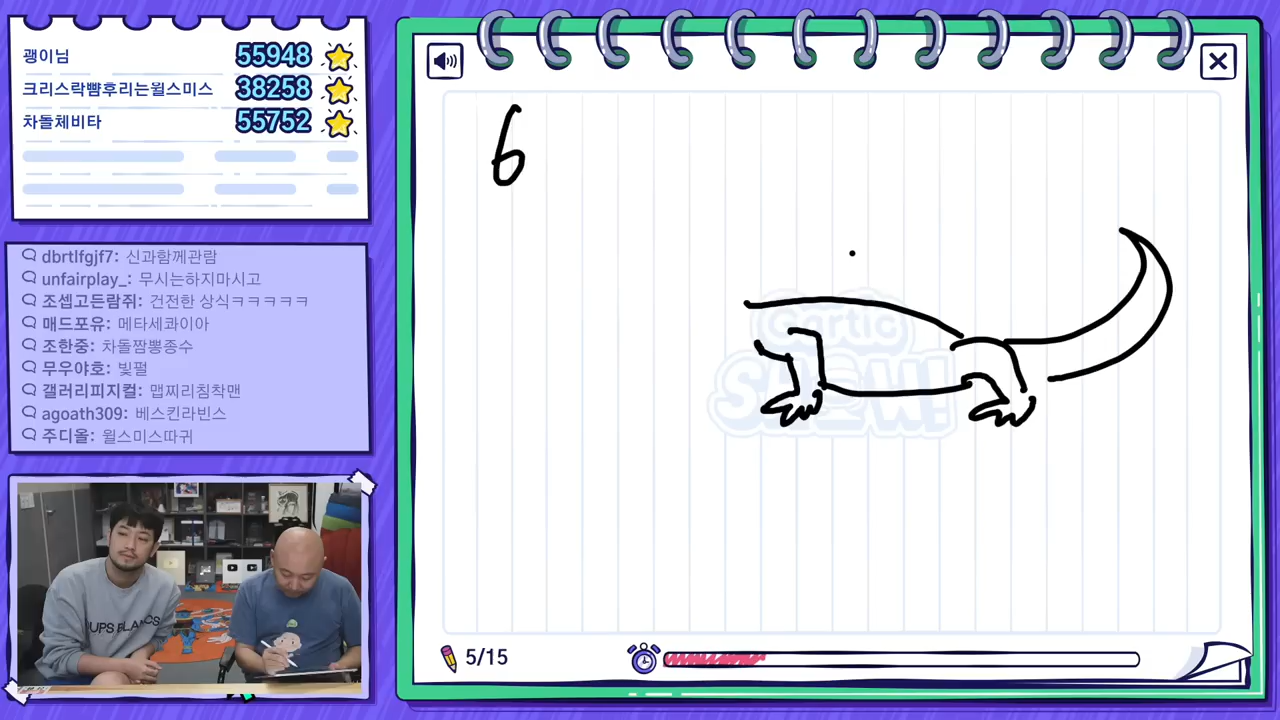 괭이님 55948
크리스락뺨후리는윌스미스 38258
차돌체비타 55752
dbrtlfgjf7: 신과함께관람
unfairplay_: 무시는하지마시고
조셉고든람쥐: 건전한 상식ㅋㅋㅋㅋㅋ
매드포유: 메타세콰이아
조한중: 차돌짬뽕종수
무우야호: 빛펄
갤러리피지컬: 맵찌리침착맨
agoath309: 베스킨라빈스
주디올: 윌스미스따귀
6
Gartic
SHOW!
5/15